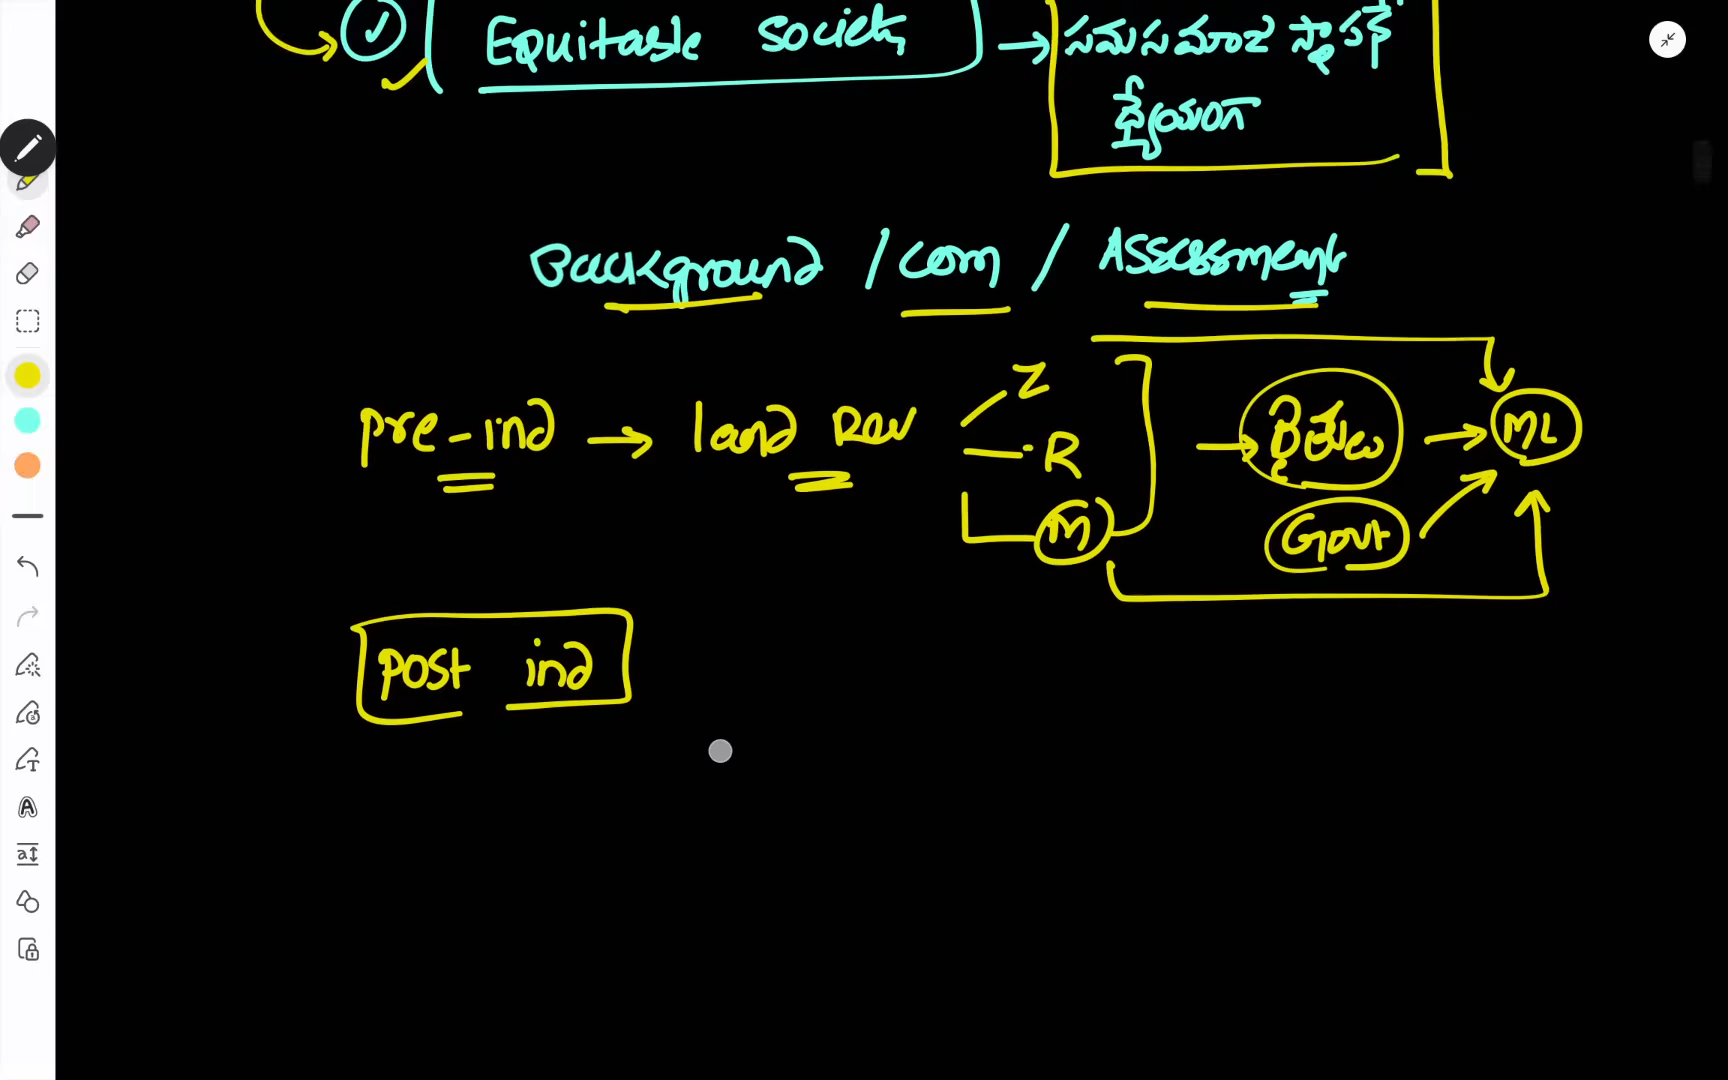 ✓ Equitable society → సమసమాజ స్థాపనే
ధ్యేయంగా
Background / com / Assessment
Z
pre-ind → land Rev R → రైతులు → ML
M Govt
post ind